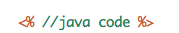 <% //java code %>